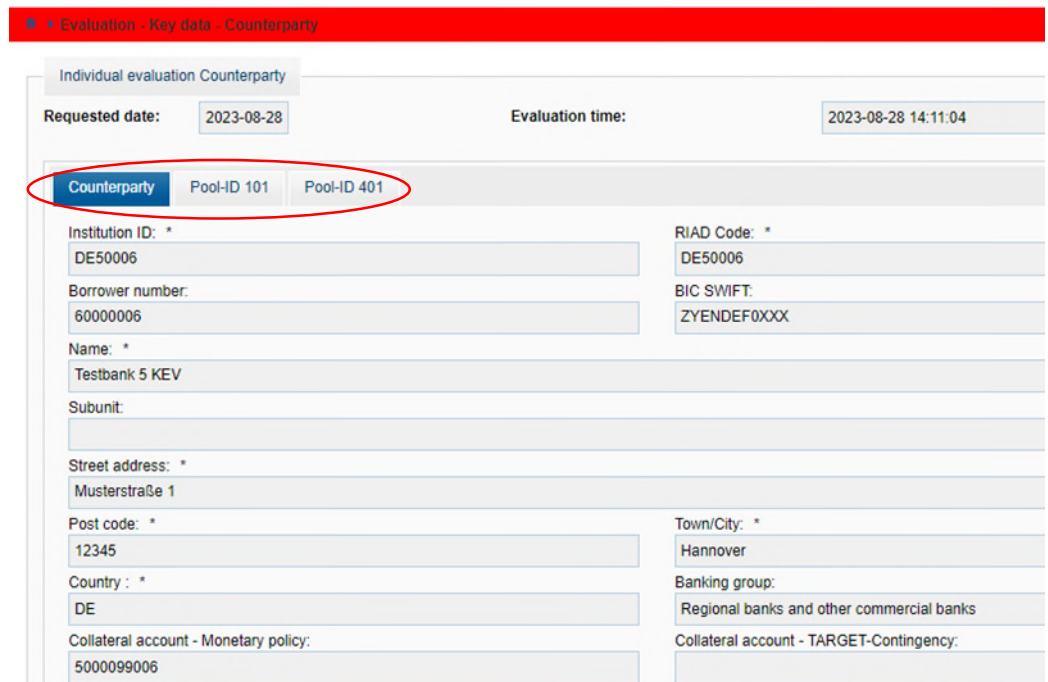 Evaluation - Key data - Counterparty
Individual evaluation Counterparty
Requested date: 2023-08-28 Evaluation time: 2023-08-28 14:11:04
Counterparty Pool-ID 101 Pool-ID 401
Institution ID: * RIAD Code: *
DE50006 DE50006
Borrower number: BIC SWIFT:
60000006 ZYENDEF0XXX
Name: *
Testbank 5 KEV
Subunit:
Street address: *
Musterstraße 1
Post code: * Town/City: *
12345 Hannover
Country : * Banking group:
DE Regional banks and other commercial banks
Collateral account - Monetary policy: Collateral account - TARGET-Contingency:
5000099006